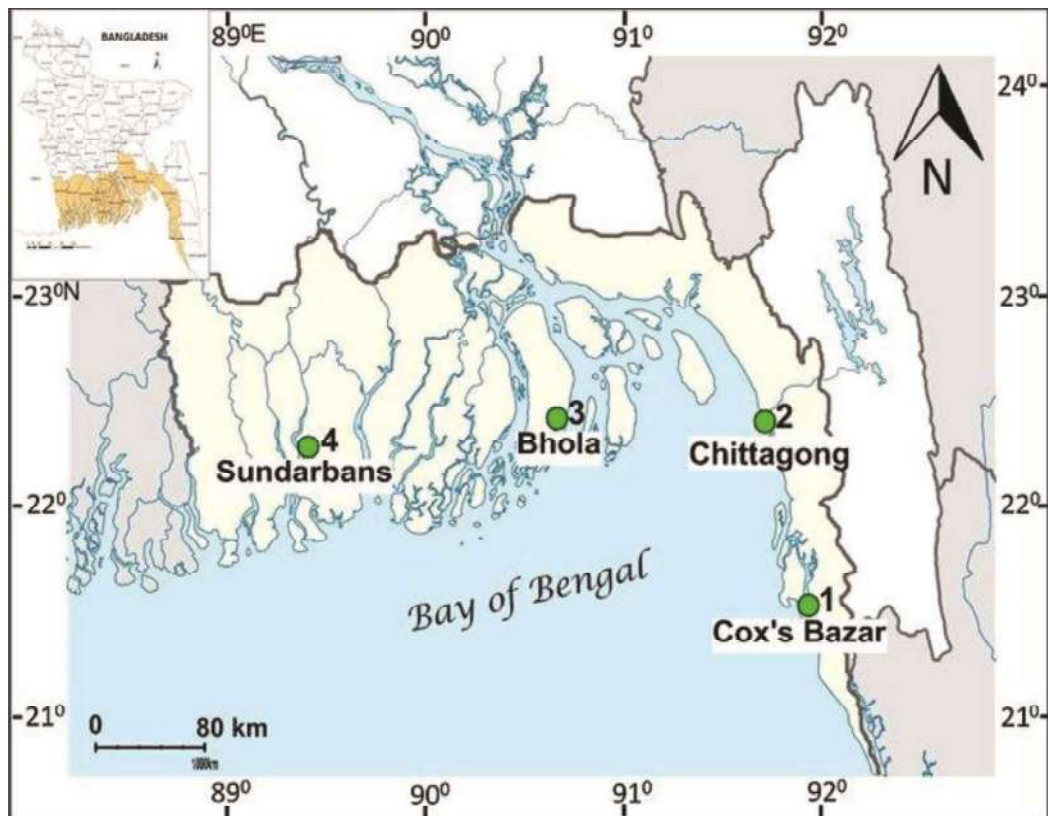 BANGLADESH
N
89⁰E
90⁰
91⁰
92⁰
24⁰
N
23⁰N
23⁰
4
Sundarbans
3
Bhola
2
Chittagong
22⁰
22⁰
Bay of Bengal
1
Cox's Bazar
21⁰
21⁰
0 80 km
89⁰
90⁰
91⁰
92⁰